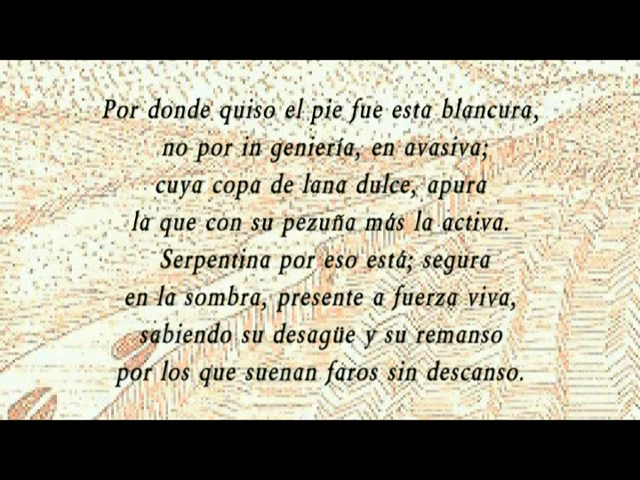 Por donde quiso el pie fue esta blancura,
no por in geniería, en avasiva;
cuya copa de lana dulce, apura
la que con su pezuña más la activa.
Serpentina por eso está; segura
en la sombra, presente a fuerza viva,
sabiendo su desagüe y su remanso
por los que suenan faros sin descanso.